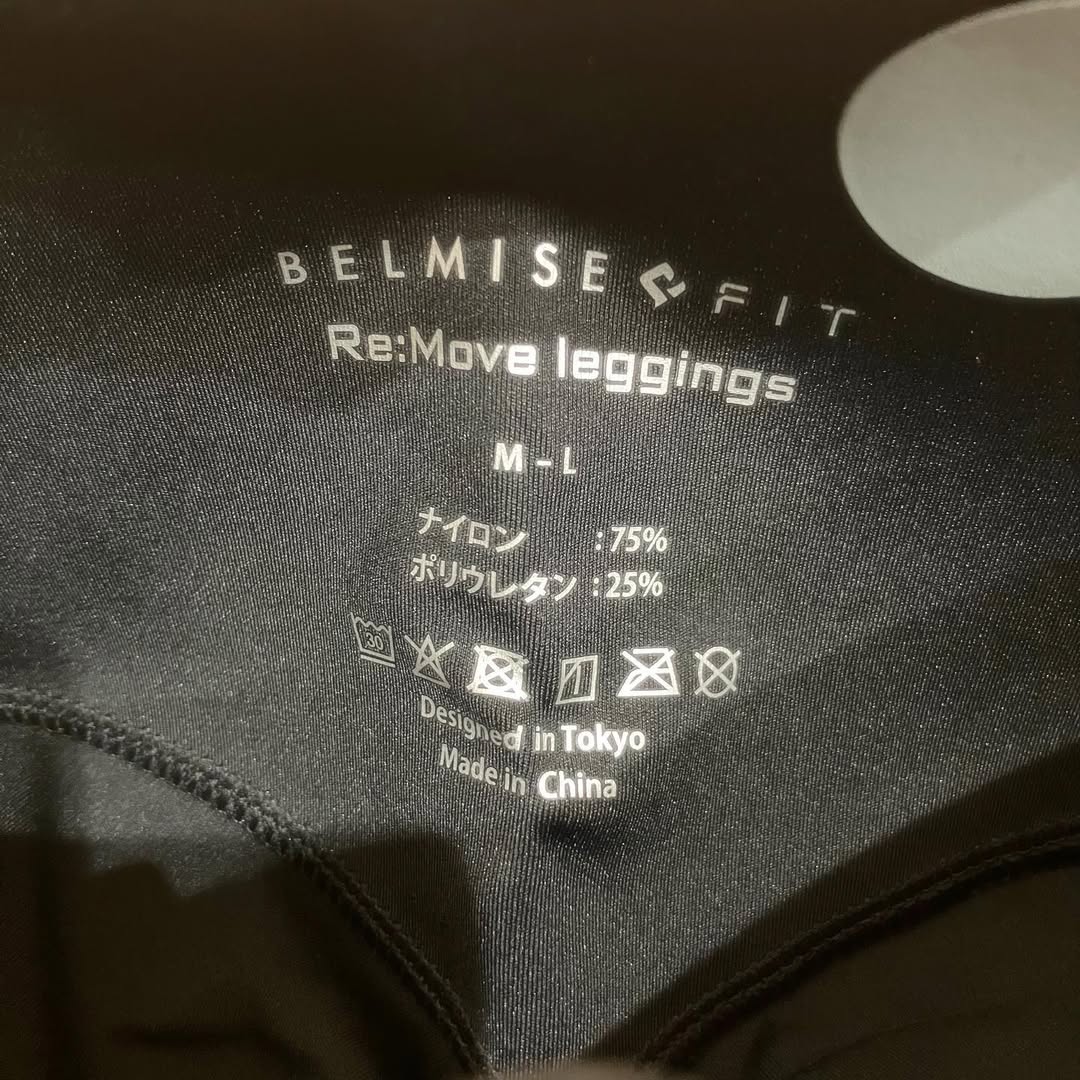 BELMISE FIT
Re:Move leggings
M-L
ナイロン :75%
ポリウレタン :25%
30
Designed in Tokyo
Made in China